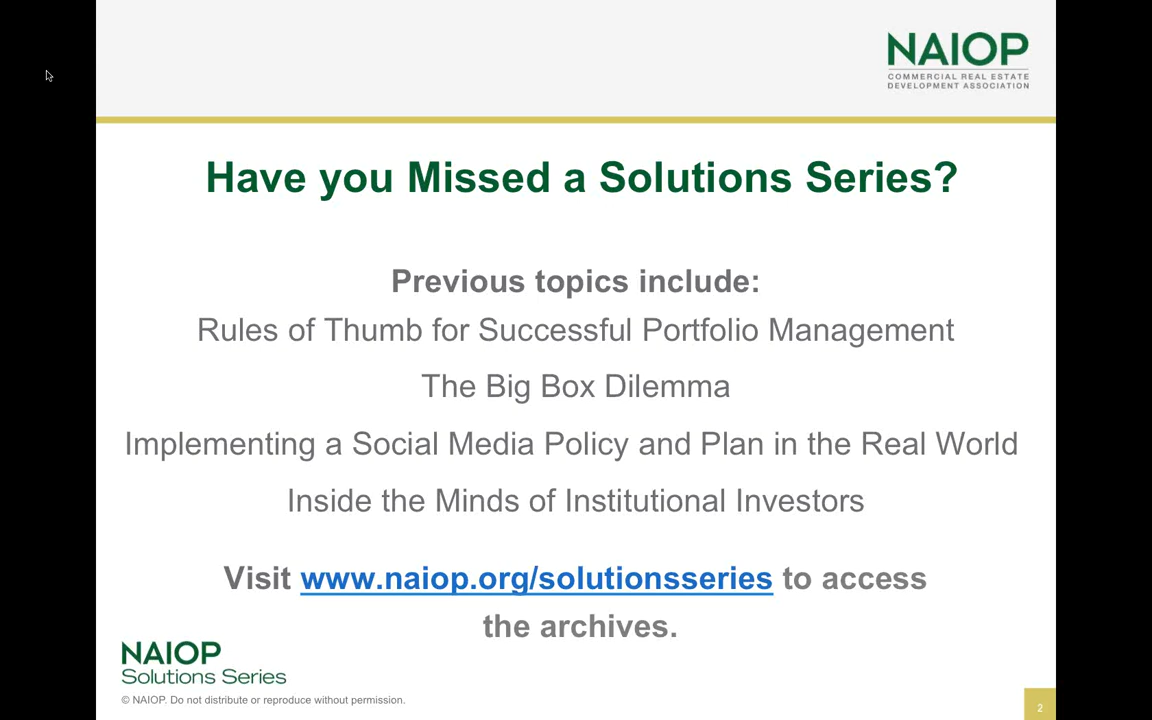 NAIOP
COMMERCIAL REAL ESTATE
DEVELOPMENT ASSOCIATION
Have you Missed a Solutions Series?
Previous topics include:
Rules of Thumb for Successful Portfolio Management
The Big Box Dilemma
Implementing a Social Media Policy and Plan in the Real World
Inside the Minds of Institutional Investors
Visit www.naiop.org/solutionsseries to access
the archives.
NAIOP
Solutions Series
© NAIOP. Do not distribute or reproduce without permission.
2